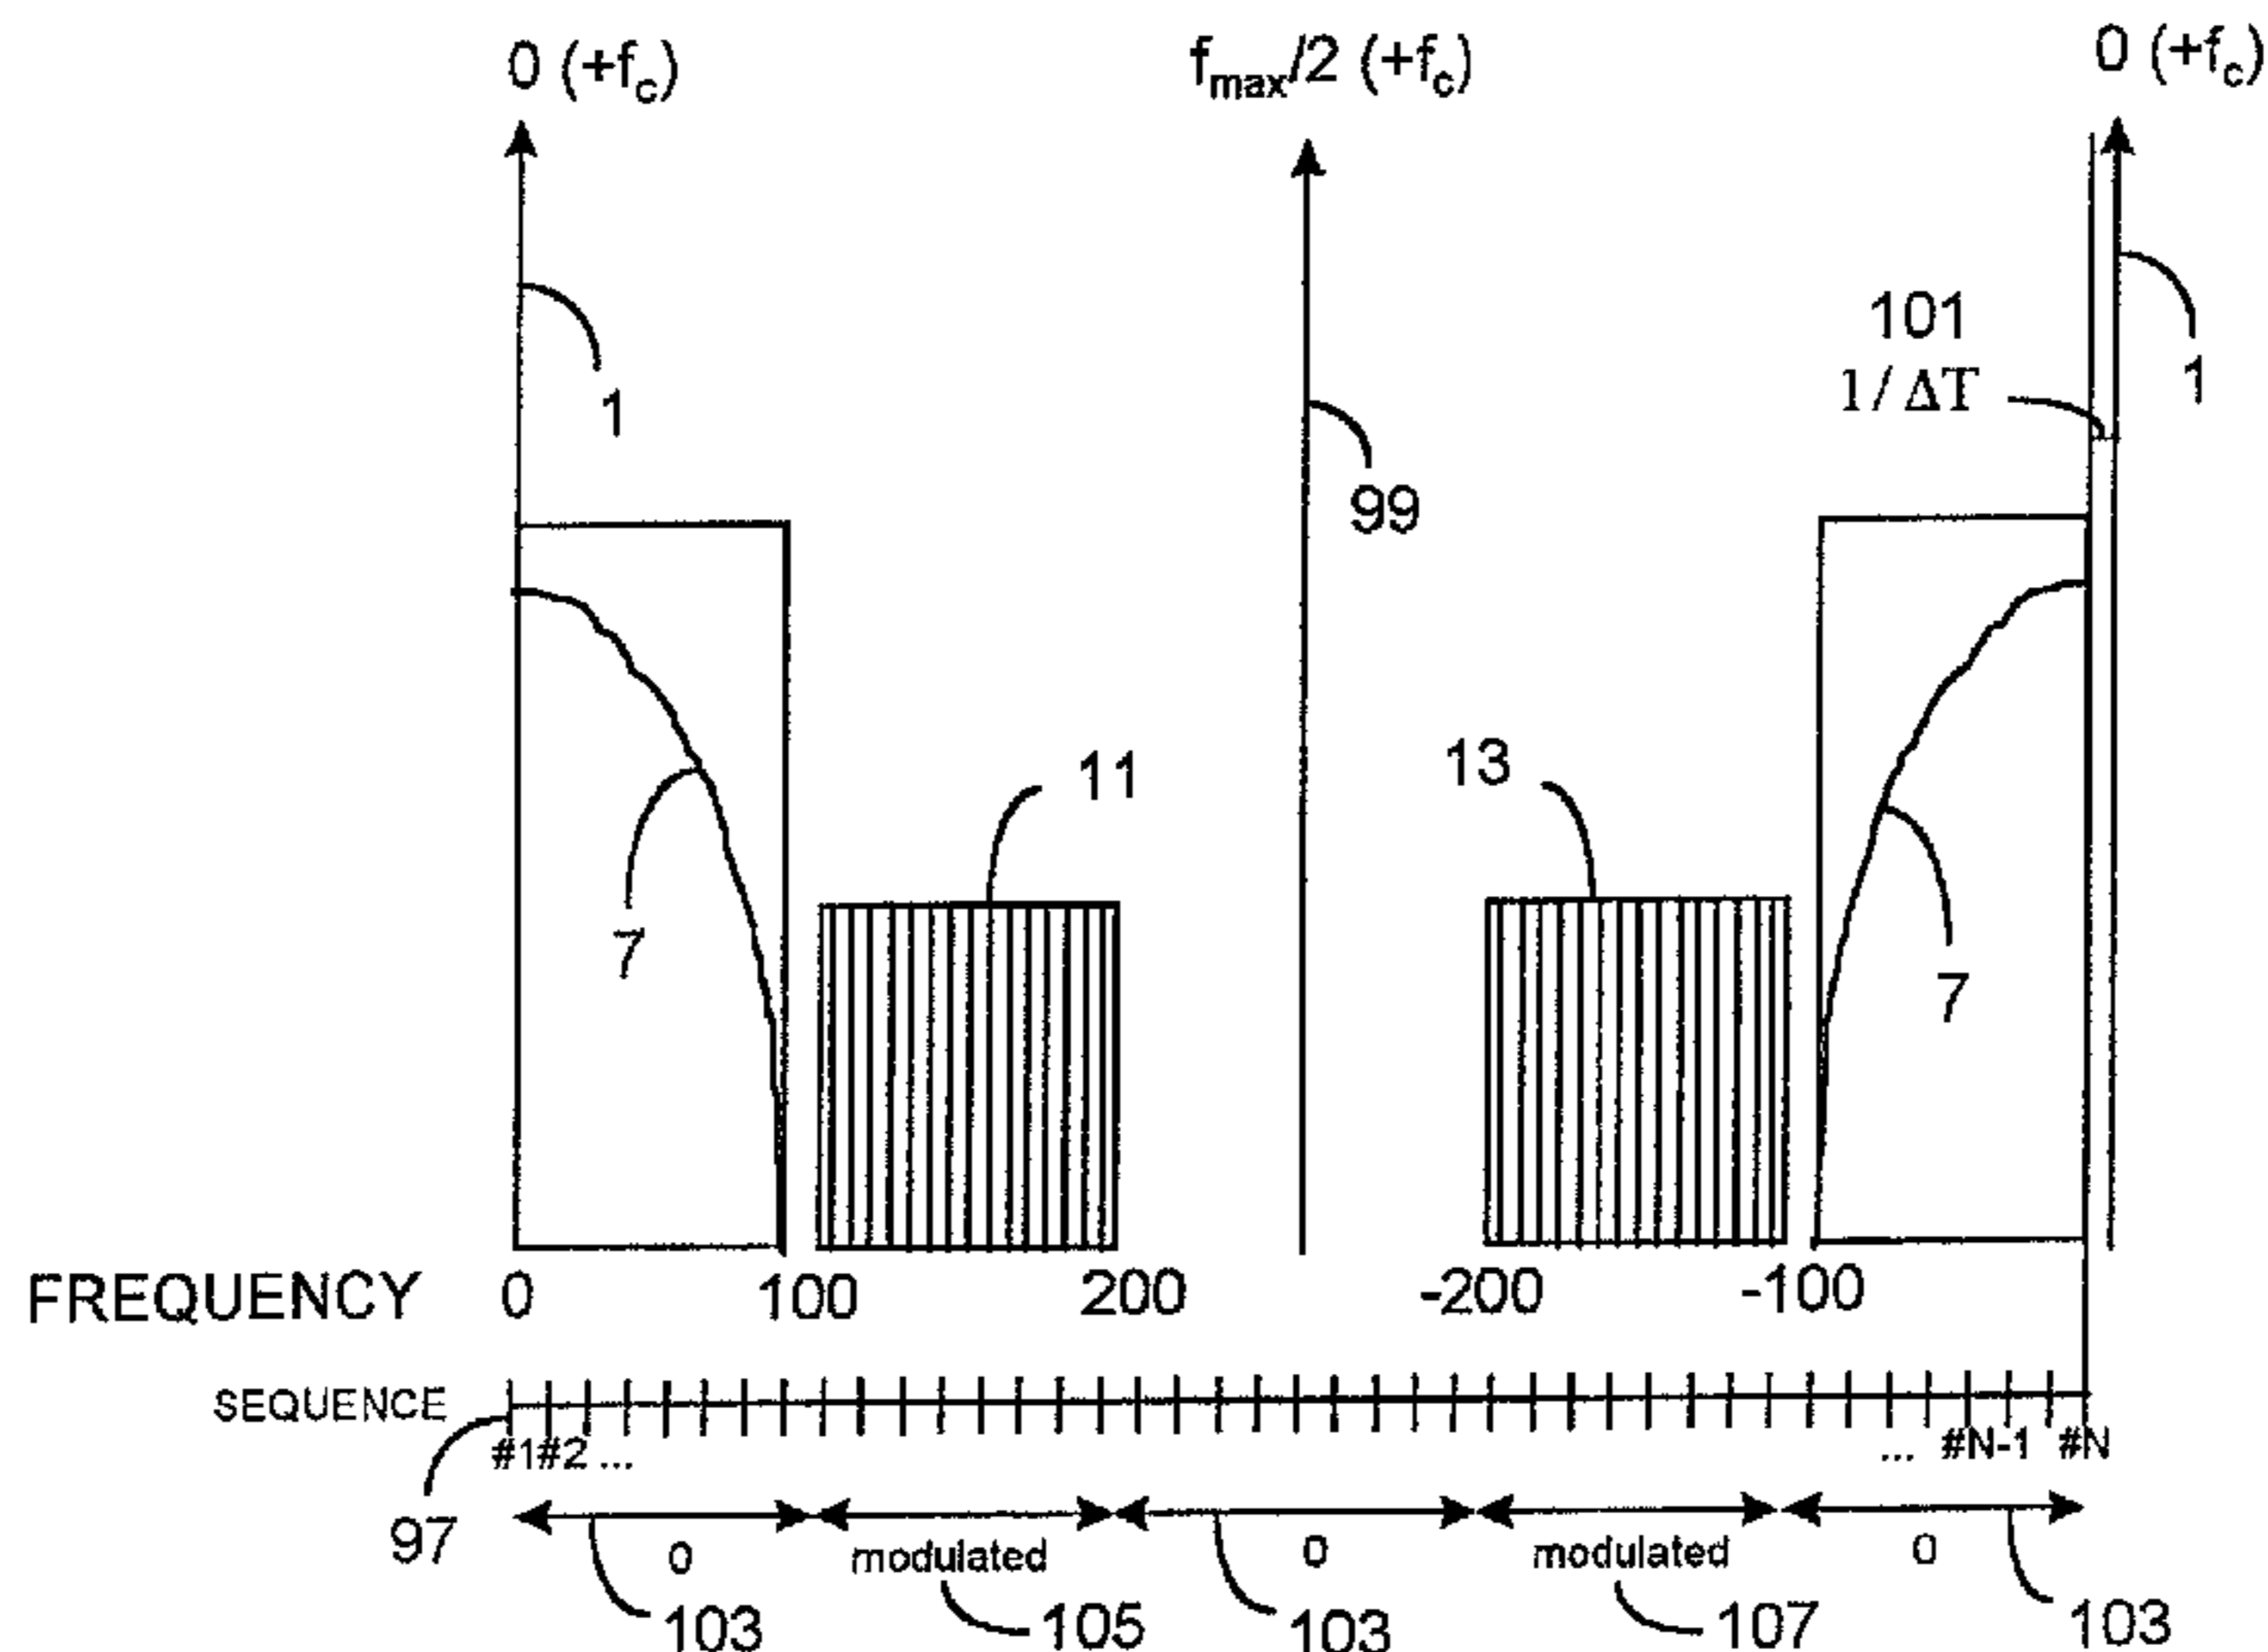 0 (+fc) fmax/2 (+fc) 0 (+fc)
101
1/ΔT
1
1
99
11
13
7
7
FREQUENCY 0 100 200 -200 -100
SEQUENCE
#1 #2 ... ... #N-1 #N
97
0 modulated 0 modulated 0
103 105 103 107 103